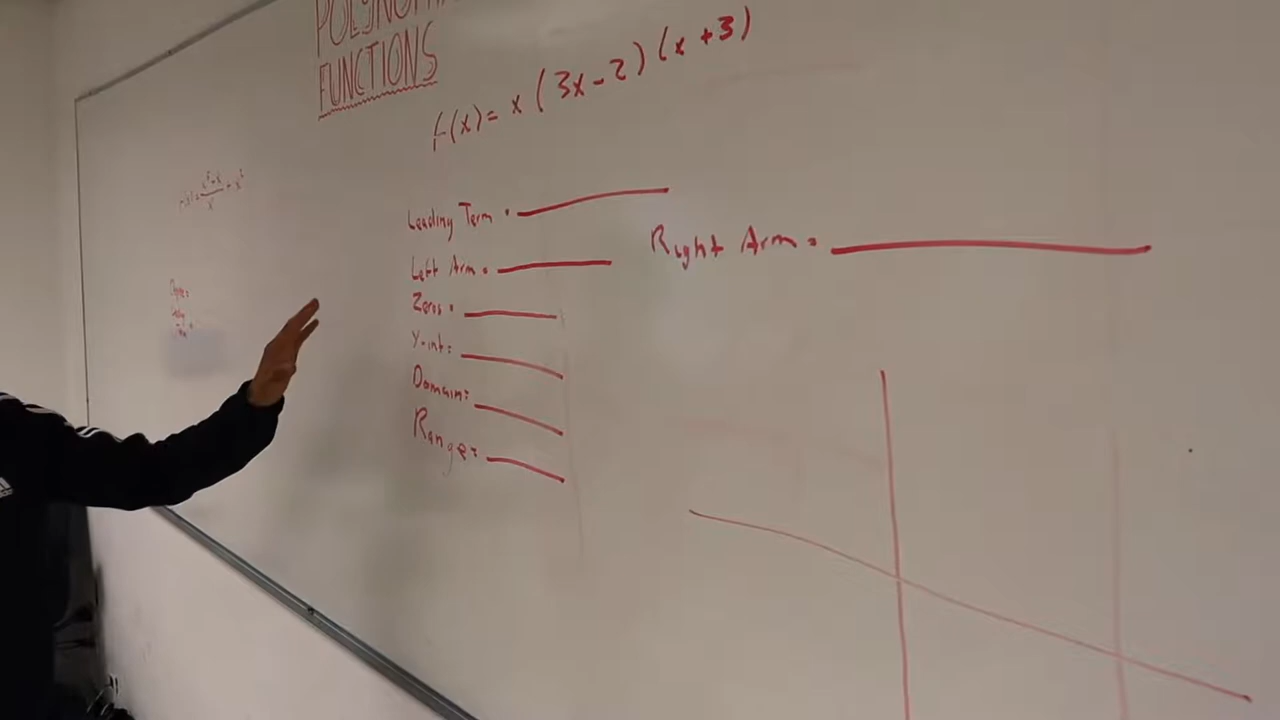 POLYNOMIAL
FUNCTIONS
f(x)= x (3x-2)(x+3)
Leading Term =
Left Arm =
Right Arm =
Zeros =
Y-int:
Domain=
Range=